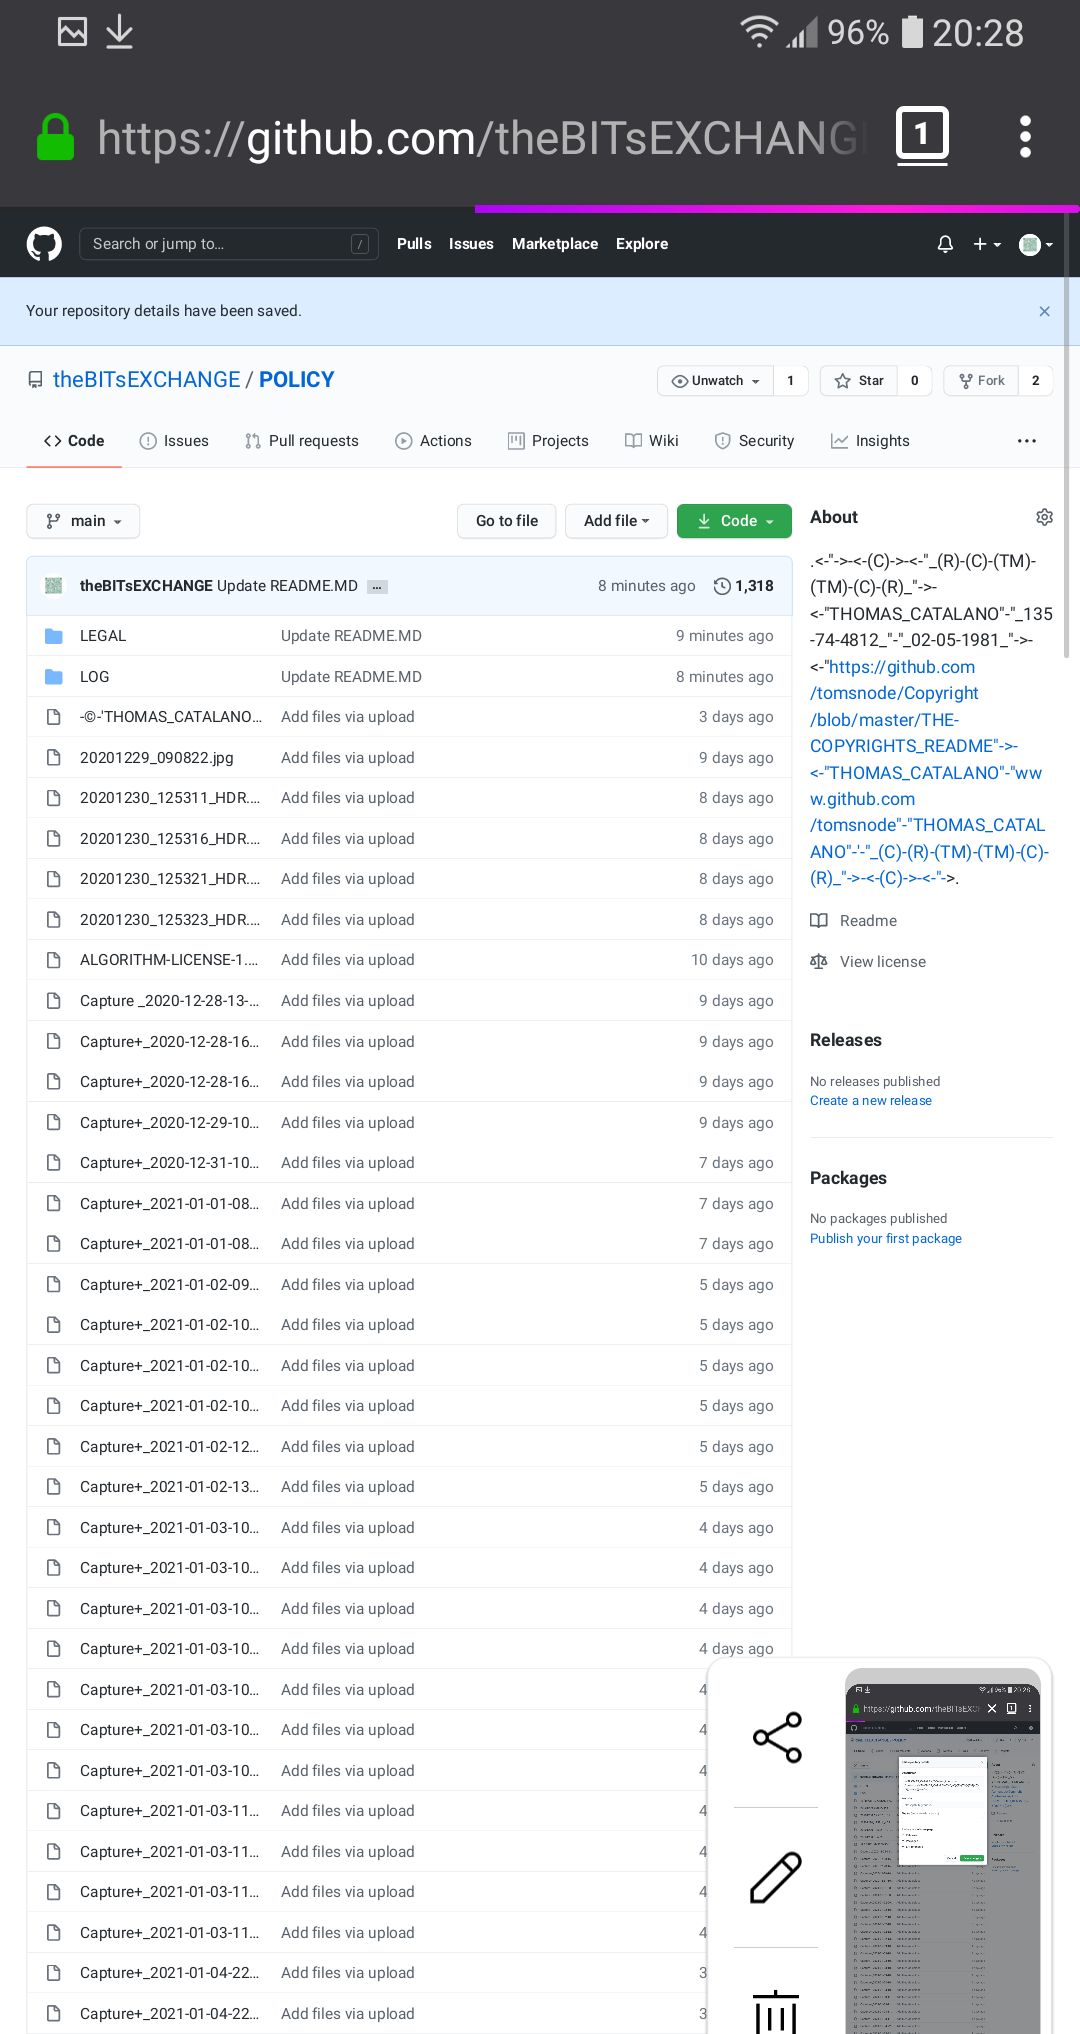 96% 20:28
https://github.com/theBITsEXCHANG
1
Search or jump to… / Pulls Issues Marketplace Explore
Your repository details have been saved.
theBITsEXCHANGE / POLICY
Unwatch 1 Star 0 Fork 2
Code Issues Pull requests Actions Projects Wiki Security Insights
main Go to file Add file Code
theBITsEXCHANGE Update README.MD … 8 minutes ago 1,318
LEGAL Update README.MD 9 minutes ago
LOG Update README.MD 8 minutes ago
-©-'THOMAS_CATALANO… Add files via upload 3 days ago
20201229_090822.jpg Add files via upload 9 days ago
20201230_125311_HDR.… Add files via upload 8 days ago
20201230_125316_HDR.… Add files via upload 8 days ago
20201230_125321_HDR.… Add files via upload 8 days ago
20201230_125323_HDR.… Add files via upload 8 days ago
ALGORITHM-LICENSE-1.… Add files via upload 10 days ago
Capture _2020-12-28-13-… Add files via upload 9 days ago
Capture+_2020-12-28-16… Add files via upload 9 days ago
Capture+_2020-12-28-16… Add files via upload 9 days ago
Capture+_2020-12-29-10… Add files via upload 9 days ago
Capture+_2020-12-31-10… Add files via upload 7 days ago
Capture+_2021-01-01-08… Add files via upload 7 days ago
Capture+_2021-01-01-08… Add files via upload 7 days ago
Capture+_2021-01-02-09… Add files via upload 5 days ago
Capture+_2021-01-02-10… Add files via upload 5 days ago
Capture+_2021-01-02-10… Add files via upload 5 days ago
Capture+_2021-01-02-10… Add files via upload 5 days ago
Capture+_2021-01-02-12… Add files via upload 5 days ago
Capture+_2021-01-02-13… Add files via upload 5 days ago
Capture+_2021-01-03-10… Add files via upload 4 days ago
Capture+_2021-01-03-10… Add files via upload 4 days ago
Capture+_2021-01-03-10… Add files via upload 4 days ago
Capture+_2021-01-03-10… Add files via upload 4 days ago
Capture+_2021-01-03-10… Add files via upload 4
Capture+_2021-01-03-10… Add files via upload 4
Capture+_2021-01-03-10… Add files via upload 4
Capture+_2021-01-03-11… Add files via upload 4
Capture+_2021-01-03-11… Add files via upload 4
Capture+_2021-01-03-11… Add files via upload 4
Capture+_2021-01-03-11… Add files via upload 4
Capture+_2021-01-04-22… Add files via upload 3
Capture+_2021-01-04-22… Add files via upload 3
About
.<-"->-<-(C)->-<-"_(R)-(C)-(TM)-
(TM)-(C)-(R)_"->-
<-"THOMAS_CATALANO"-"_135
-74-4812_"-"_02-05-1981_"->-
<-"https://github.com
/tomsnode/Copyright
/blob/master/THE-
COPYRIGHTS_README"->-
<-"THOMAS_CATALANO"-"ww
w.github.com
/tomsnode"-"THOMAS_CATAL
ANO"-'-"_(C)-(R)-(TM)-(TM)-(C)-
(R)_"->-<-(C)->-<-"->.
Readme
View license
Releases
No releases published
Create a new release
Packages
No packages published
Publish your first package
96% 20:26
https://github.com/theBITsEXC